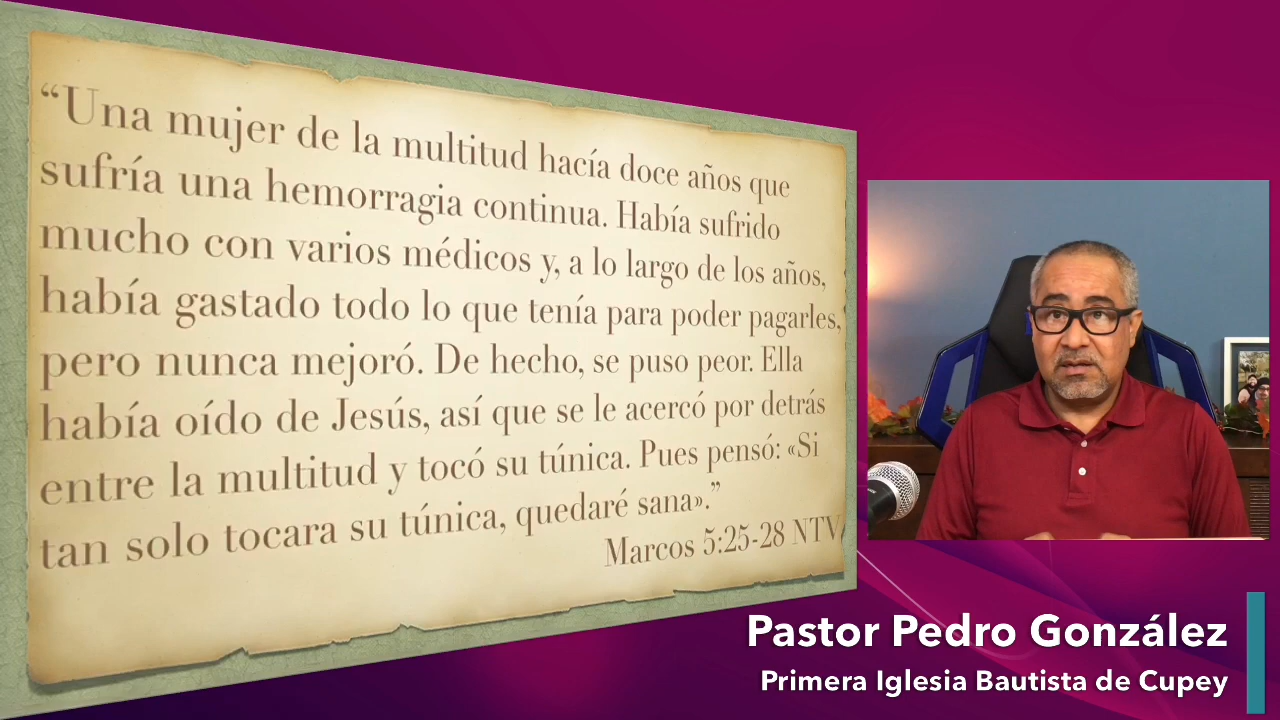 “Una mujer de la multitud hacía doce años que
sufría una hemorragia continua. Había sufrido
mucho con varios médicos y, a lo largo de los años,
había gastado todo lo que tenía para poder pagarles,
pero nunca mejoró. De hecho, se puso peor. Ella
había oído de Jesús, así que se le acercó por detrás
entre la multitud y tocó su túnica. Pues pensó: «Si
tan solo tocara su túnica, quedaré sana».”
Marcos 5:25-28 NTV
Pastor Pedro González
Primera Iglesia Bautista de Cupey